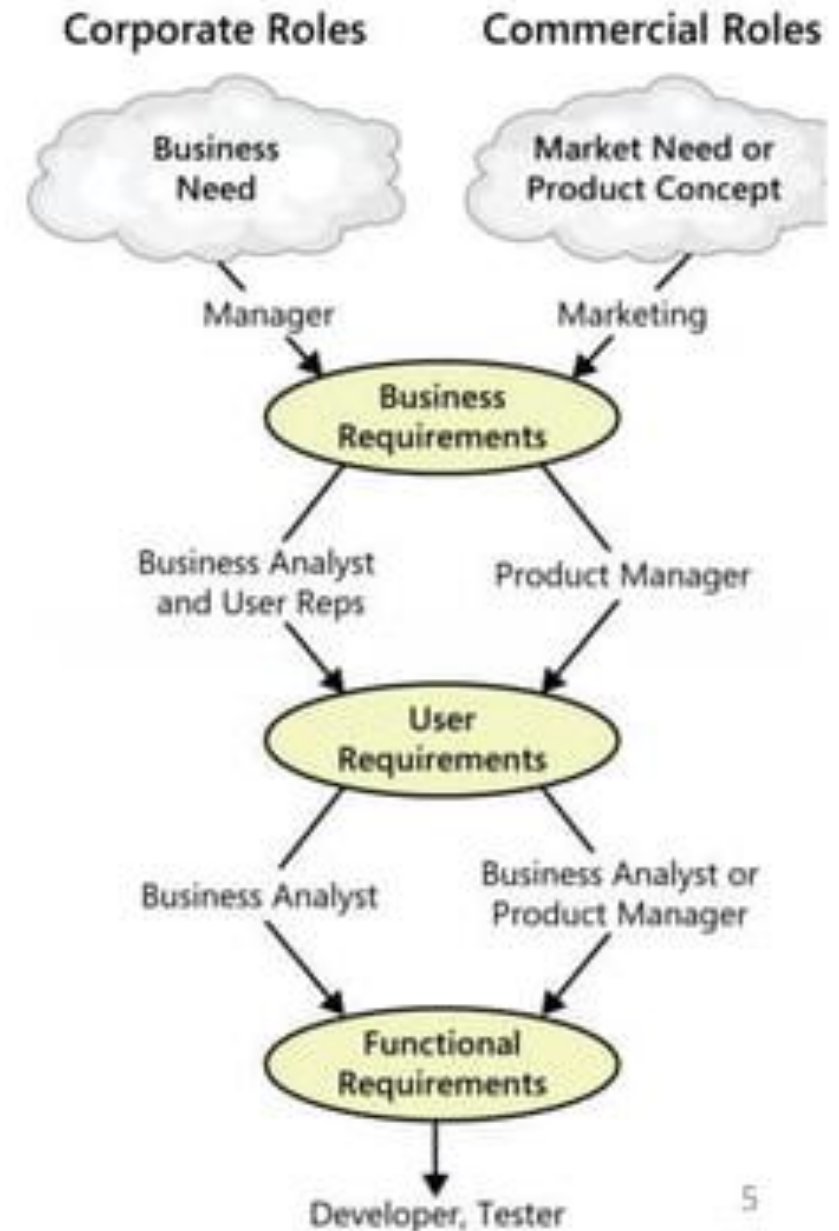 Corporate Roles
Commercial Roles
Business
Need
Market Need or
Product Concept
Manager
Marketing
Business
Requirements
Business Analyst
and User Reps
Product Manager
User
Requirements
Business Analyst
Business Analyst or
Product Manager
Functional
Requirements
Developer, Tester
5